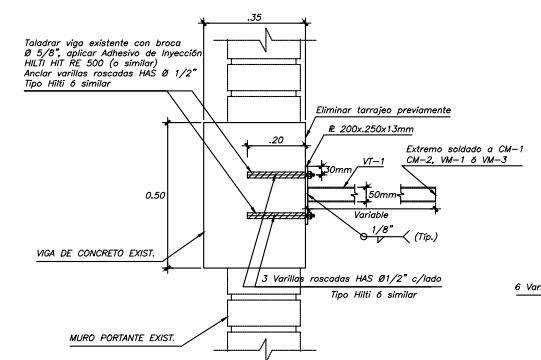 .35
Taladrar viga existente con broca
Ø 5/8", aplicar Adhesivo de Inyección
HILTI HIT RE 500 (o similar)
Anclar varillas roscadas HAS Ø 1/2"
Tipo Hilti 6 similar
Eliminar tarrajeo previamente
.20
PL 200x.250x13mm
30mm
Extremo soldado a CM-1
CM-2, VM-1 ó VM-3
VT-1
50mm
0.50
Variable
1/8"
(Típ.)
VIGA DE CONCRETO EXIST.
3 Varillas roscadas HAS Ø1/2" c/lado
Tipo Hilti 6 similar
6 Var
MURO PORTANTE EXIST.